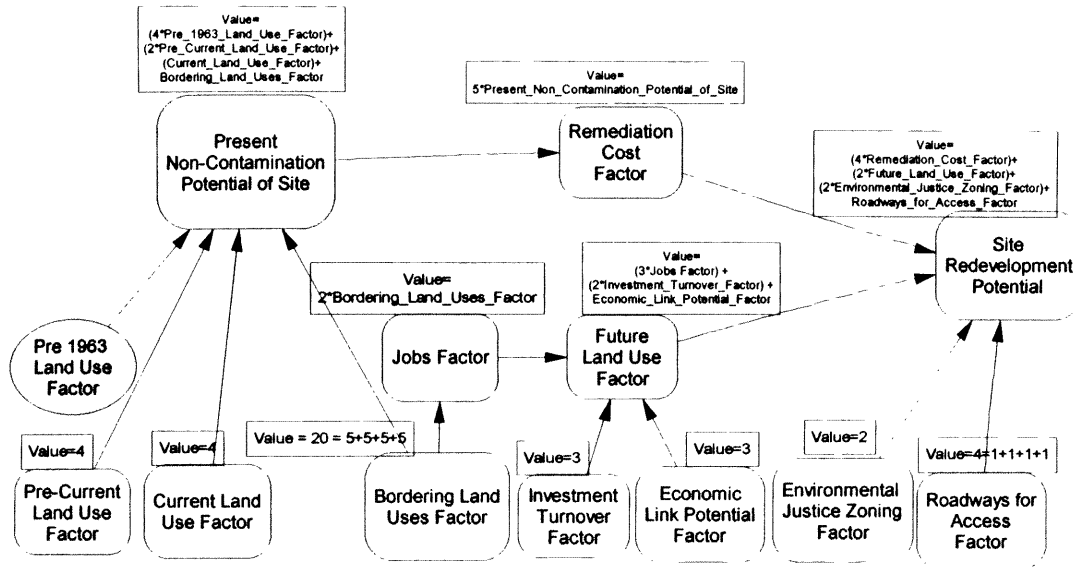 Value=
(4*Pre_1963_Land_Use_Factor)+
(2*Pre_Current_Land_Use_Factor)+
(Current_Land_Use_Factor)+
Bordering_Land_Uses_Factor
Present
Non-Contamination
Potential of Site
Value=
5*Present_Non_Contamination_Potential_of_Site
Remediation
Cost
Factor
Value=
(4*Remediation_Cost_Factor)+
(2*Future_Land_Use_Factor)+
(2*Environmental_Justice_Zoning_Factor)+
Roadways_for_Access_Factor
Site
Redevelopment
Potential
Value=
2*Bordering_Land_Uses_Factor
Jobs Factor
Value=
(3*Jobs Factor) +
(2*Investment_Turnover_Factor) +
Economic_Link_Potential_Factor
Future
Land Use
Factor
Pre 1963
Land Use
Factor
Value=4
Pre-Current
Land Use
Factor
Value=4
Current Land
Use Factor
Value = 20 = 5+5+5+5
Bordering Land
Uses Factor
Value=3
Investment
Turnover
Factor
Value=3
Economic
Link Potential
Factor
Value=2
Environmental
Justice Zoning
Factor
Value=4=1+1+1+1
Roadways for
Access
Factor